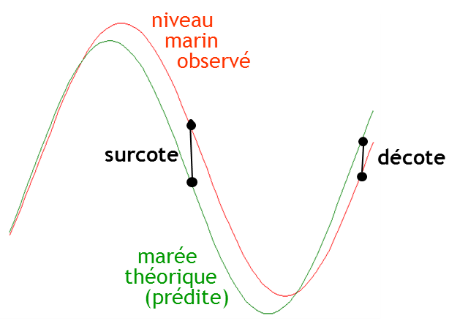 niveau
marin
observé
surcote
décote
marée
théorique
(prédite)